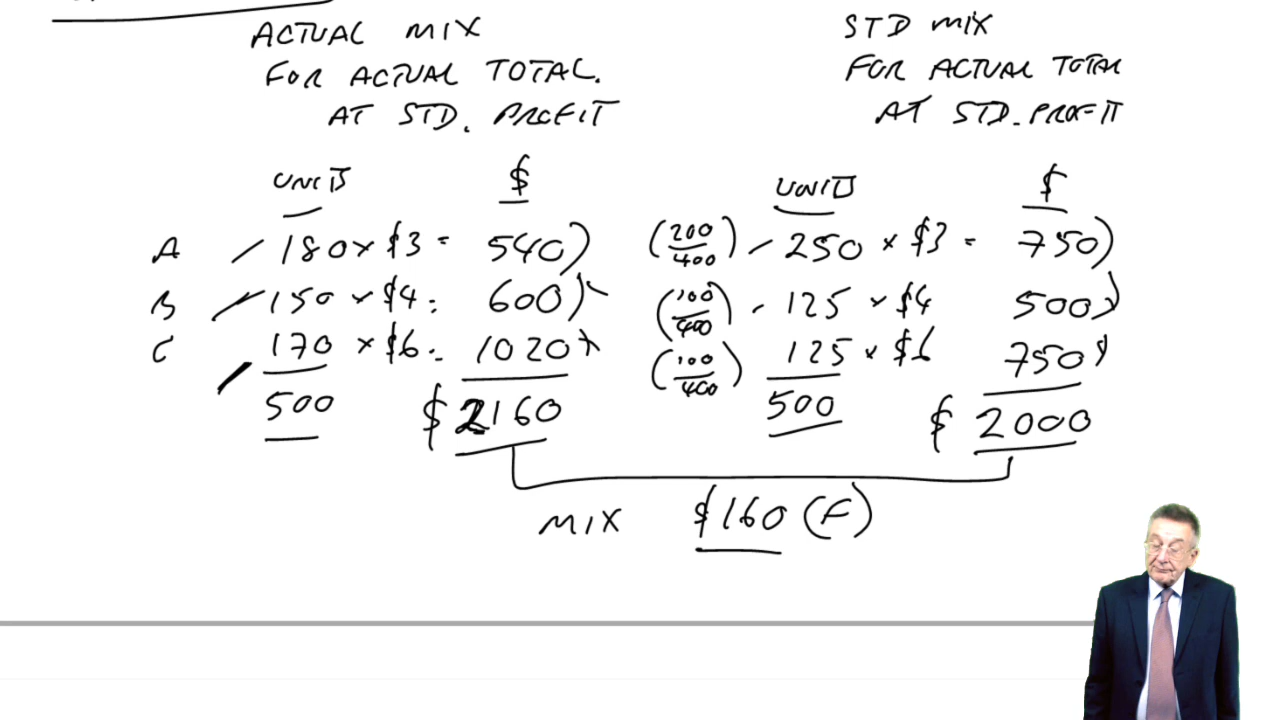 ACTUAL MIX STD MIX
FOR ACTUAL TOTAL. FOR ACTUAL TOTAL
AT STD. PROFIT AT STD. PROFIT
UNITS $ UNITS $
A 180 x $3 = 540) (200/400) 250 x $3 = 750)
B 150 x $4 = 600) (100/400) 125 x $4 500)
C 170 x $6 = 1020) (100/400) 125 x $6 750)
500 $2160 500 $2000
MIX $160 (F)